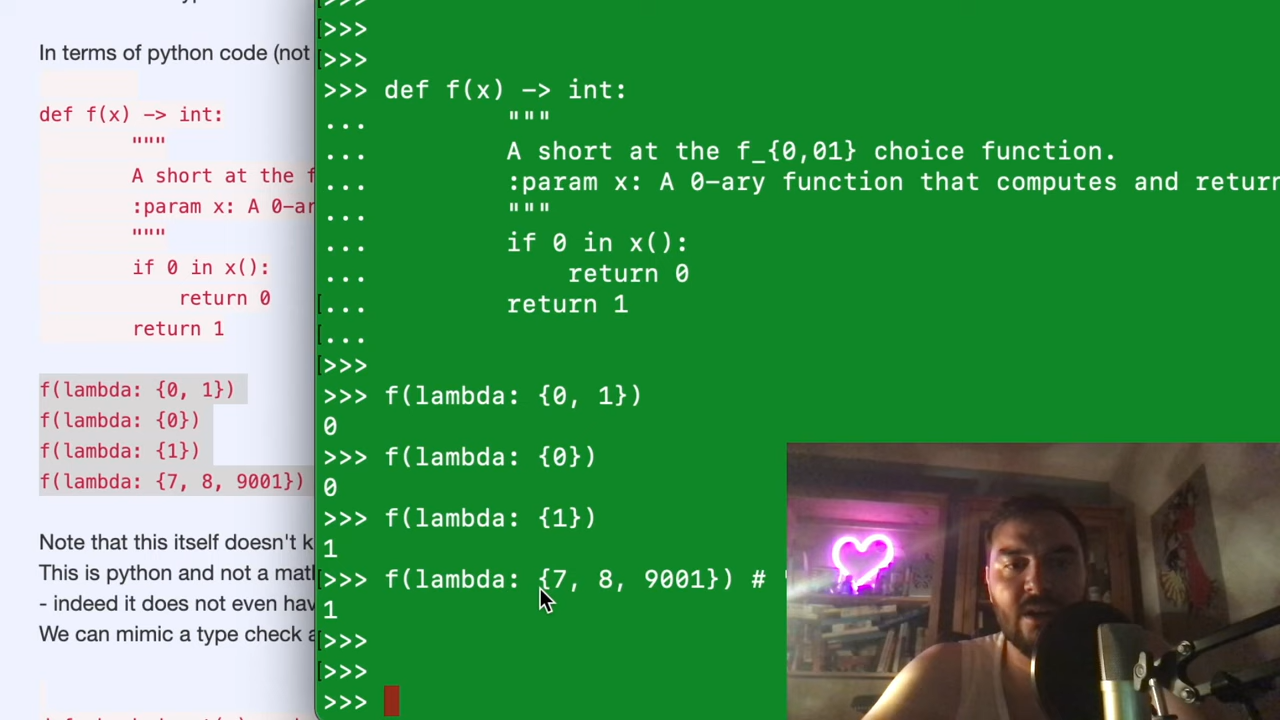 In terms of python code (not
def f(x) -> int:
"""
A short at the f
:param x: A 0-ar
"""
if 0 in x():
return 0
return 1
f(lambda: {0, 1})
f(lambda: {0})
f(lambda: {1})
f(lambda: {7, 8, 9001})
Note that this itself doesn't k
This is python and not a mat
- indeed it does not even hav
We can mimic a type check a
[>>>
[>>>
>>> def f(x) -> int:
... """
... A short at the f_{0,01} choice function.
... :param x: A 0-ary function that computes and return
... """
... if 0 in x():
... return 0
[... return 1
[...
[>>>
>>> f(lambda: {0, 1})
0
>>> f(lambda: {0})
0
>>> f(lambda: {1})
1
>>> f(lambda: {7, 8, 9001}) # "
1
[>>>
[>>>
>>>